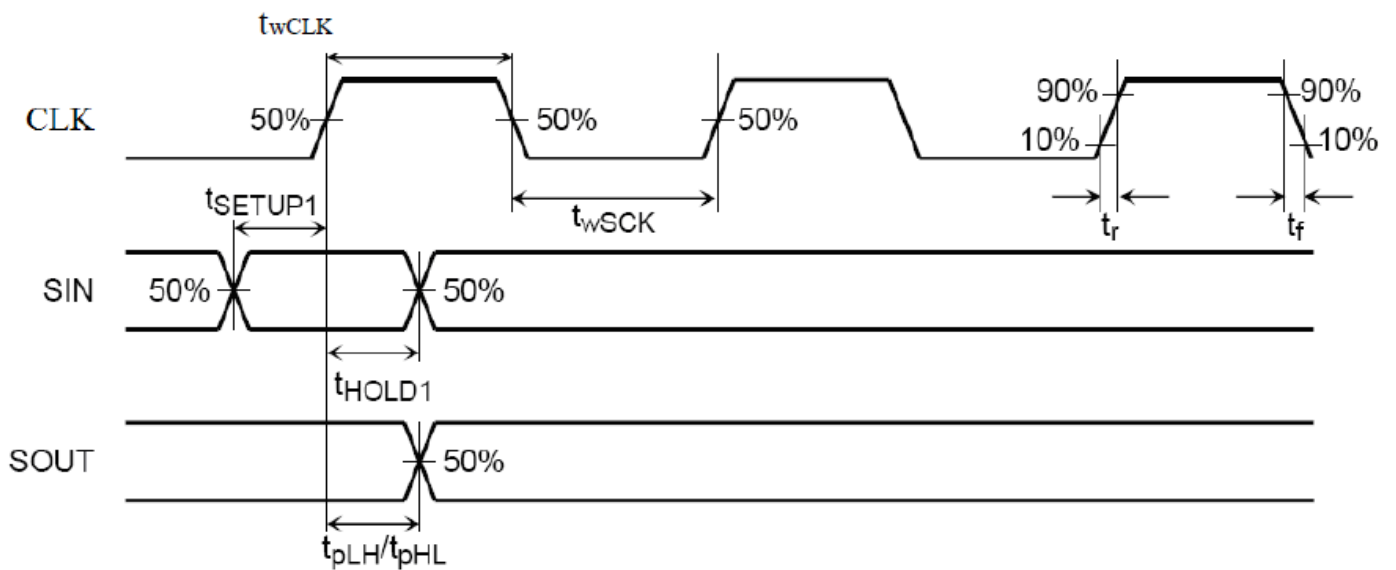 twCLK
CLK 50% 50% 50% 90% 90%
10% 10%
tSETUP1 twSCK tr tf
SIN 50% 50%
tHOLD1
SOUT 50%
tpLH/tpHL